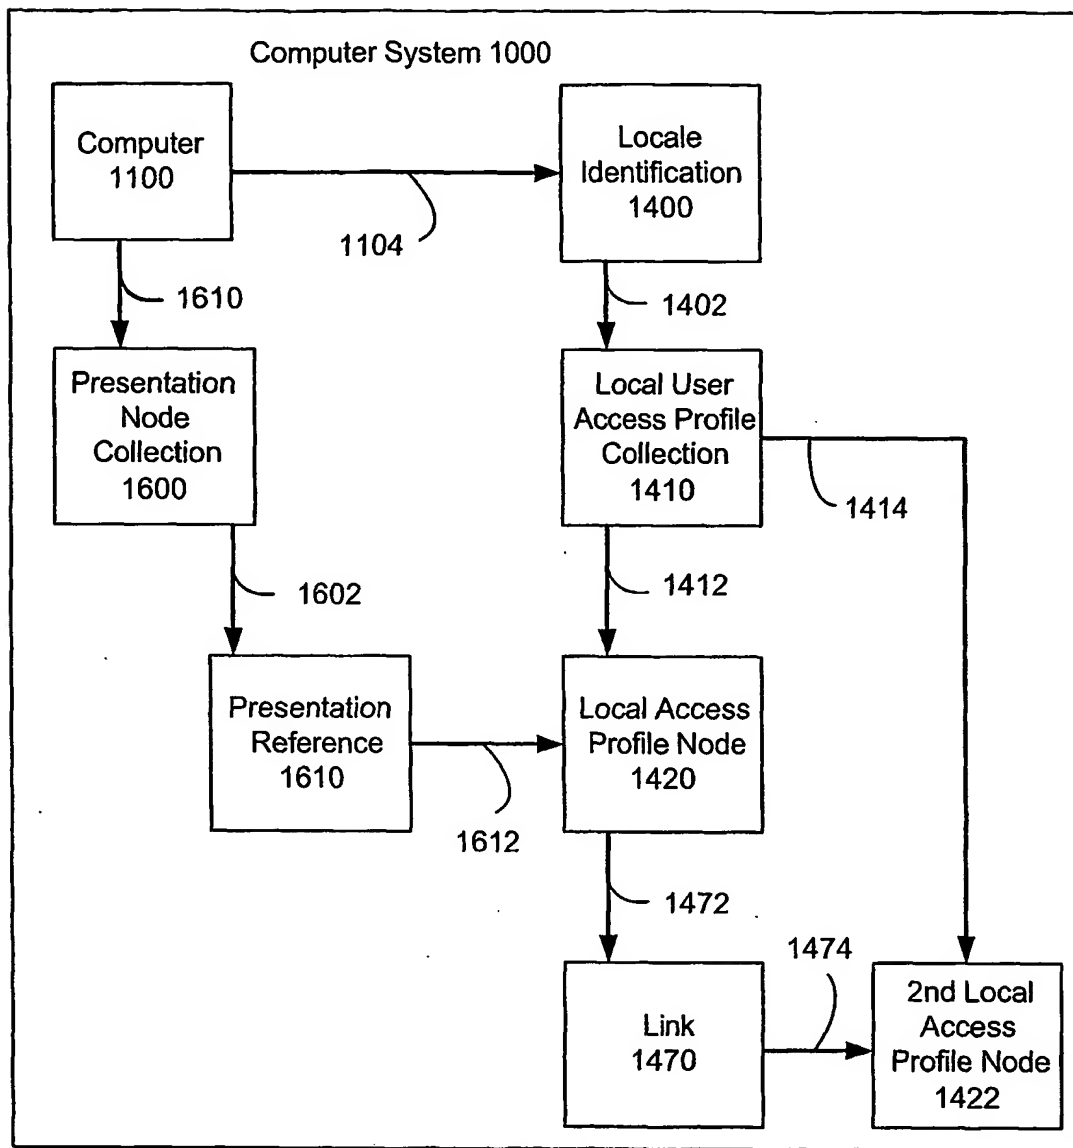 Computer System 1000
Computer
1100
Locale
Identification
1400
1104
1610
1402
Presentation
Node
Collection
1600
Local User
Access Profile
Collection
1410
1414
1602
1412
Presentation
Reference
1610
Local Access
Profile Node
1420
1612
1472
1474
Link
1470
2nd Local
Access
Profile Node
1422